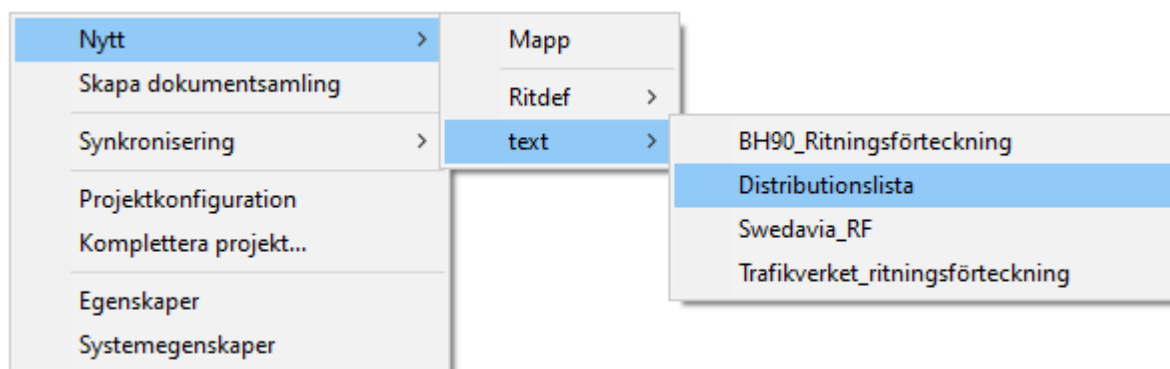 Nytt
Skapa dokumentsamling
Synkronisering
Projektkonfiguration
Komplettera projekt...
Egenskaper
Systemegenskaper
Mapp
Ritdef
text
BH90_Ritningsförteckning
Distributionslista
Swedavia_RF
Trafikverket_ritningsförteckning